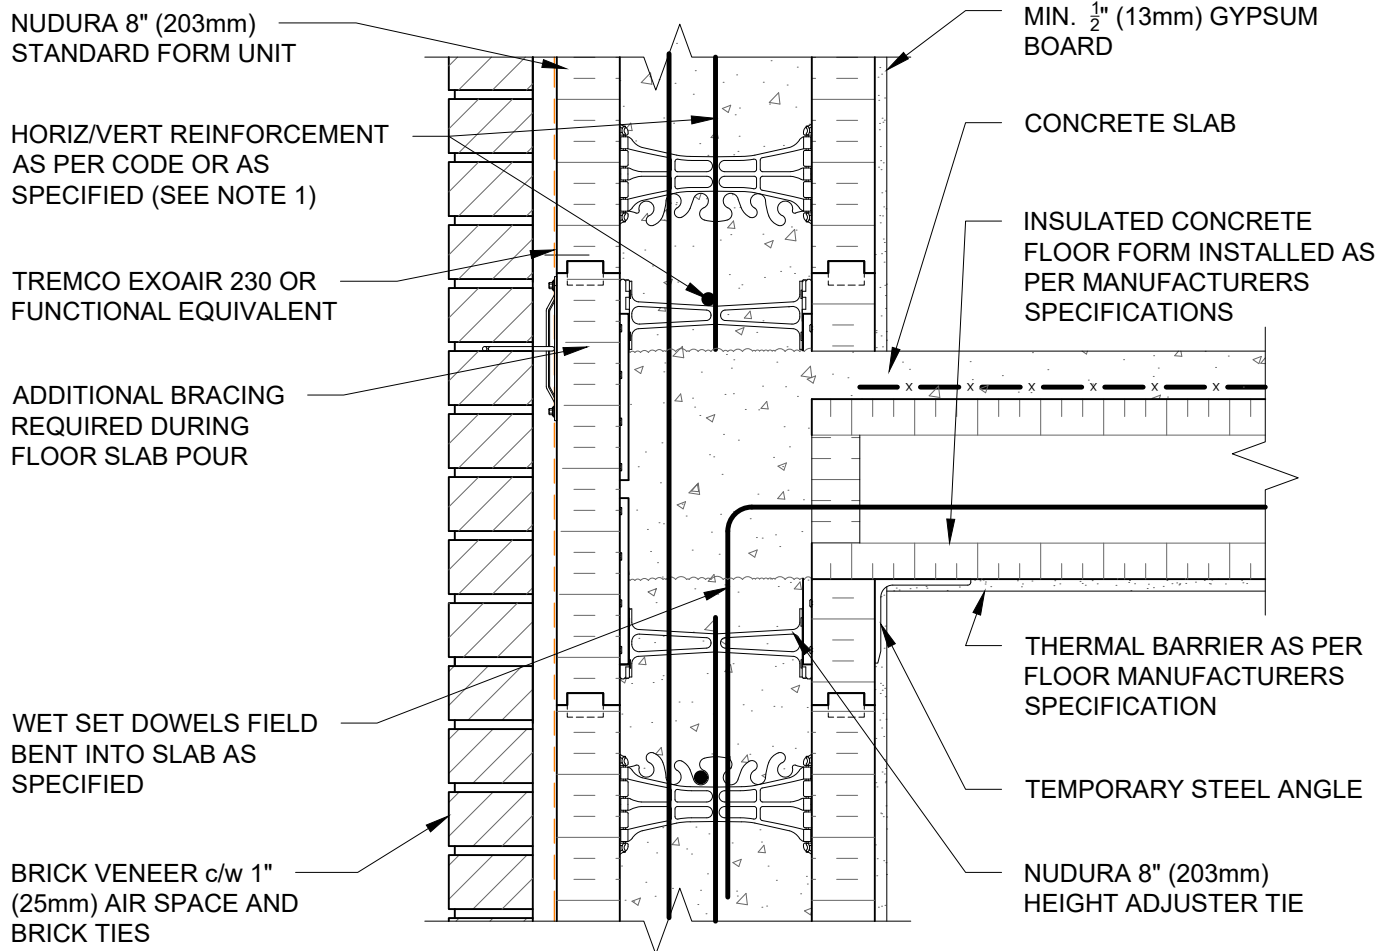 NUDURA 8" (203mm)
STANDARD FORM UNIT
HORIZ/VERT REINFORCEMENT
AS PER CODE OR AS
SPECIFIED (SEE NOTE 1)
TREMCO EXOAIR 230 OR
FUNCTIONAL EQUIVALENT
ADDITIONAL BRACING
REQUIRED DURING
FLOOR SLAB POUR
WET SET DOWELS FIELD
BENT INTO SLAB AS
SPECIFIED
BRICK VENEER c/w 1"
(25mm) AIR SPACE AND
BRICK TIES
MIN. 1/2" (13mm) GYPSUM
BOARD
CONCRETE SLAB
INSULATED CONCRETE
FLOOR FORM INSTALLED AS
PER MANUFACTURERS
SPECIFICATIONS
x x x x x x
THERMAL BARRIER AS PER
FLOOR MANUFACTURERS
SPECIFICATION
TEMPORARY STEEL ANGLE
NUDURA 8" (203mm)
HEIGHT ADJUSTER TIE